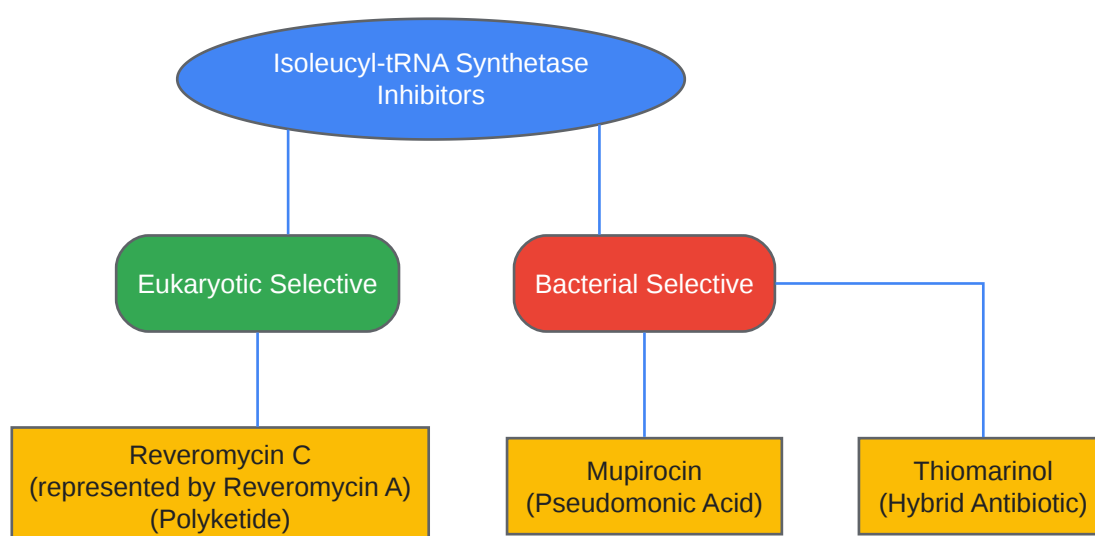 Isoleucyl-tRNA Synthetase
Inhibitors
Eukaryotic Selective
Bacterial Selective
Reveromycin C
(represented by Reveromycin A)
(Polyketide)
Mupirocin
(Pseudomonic Acid)
Thiomarinol
(Hybrid Antibiotic)